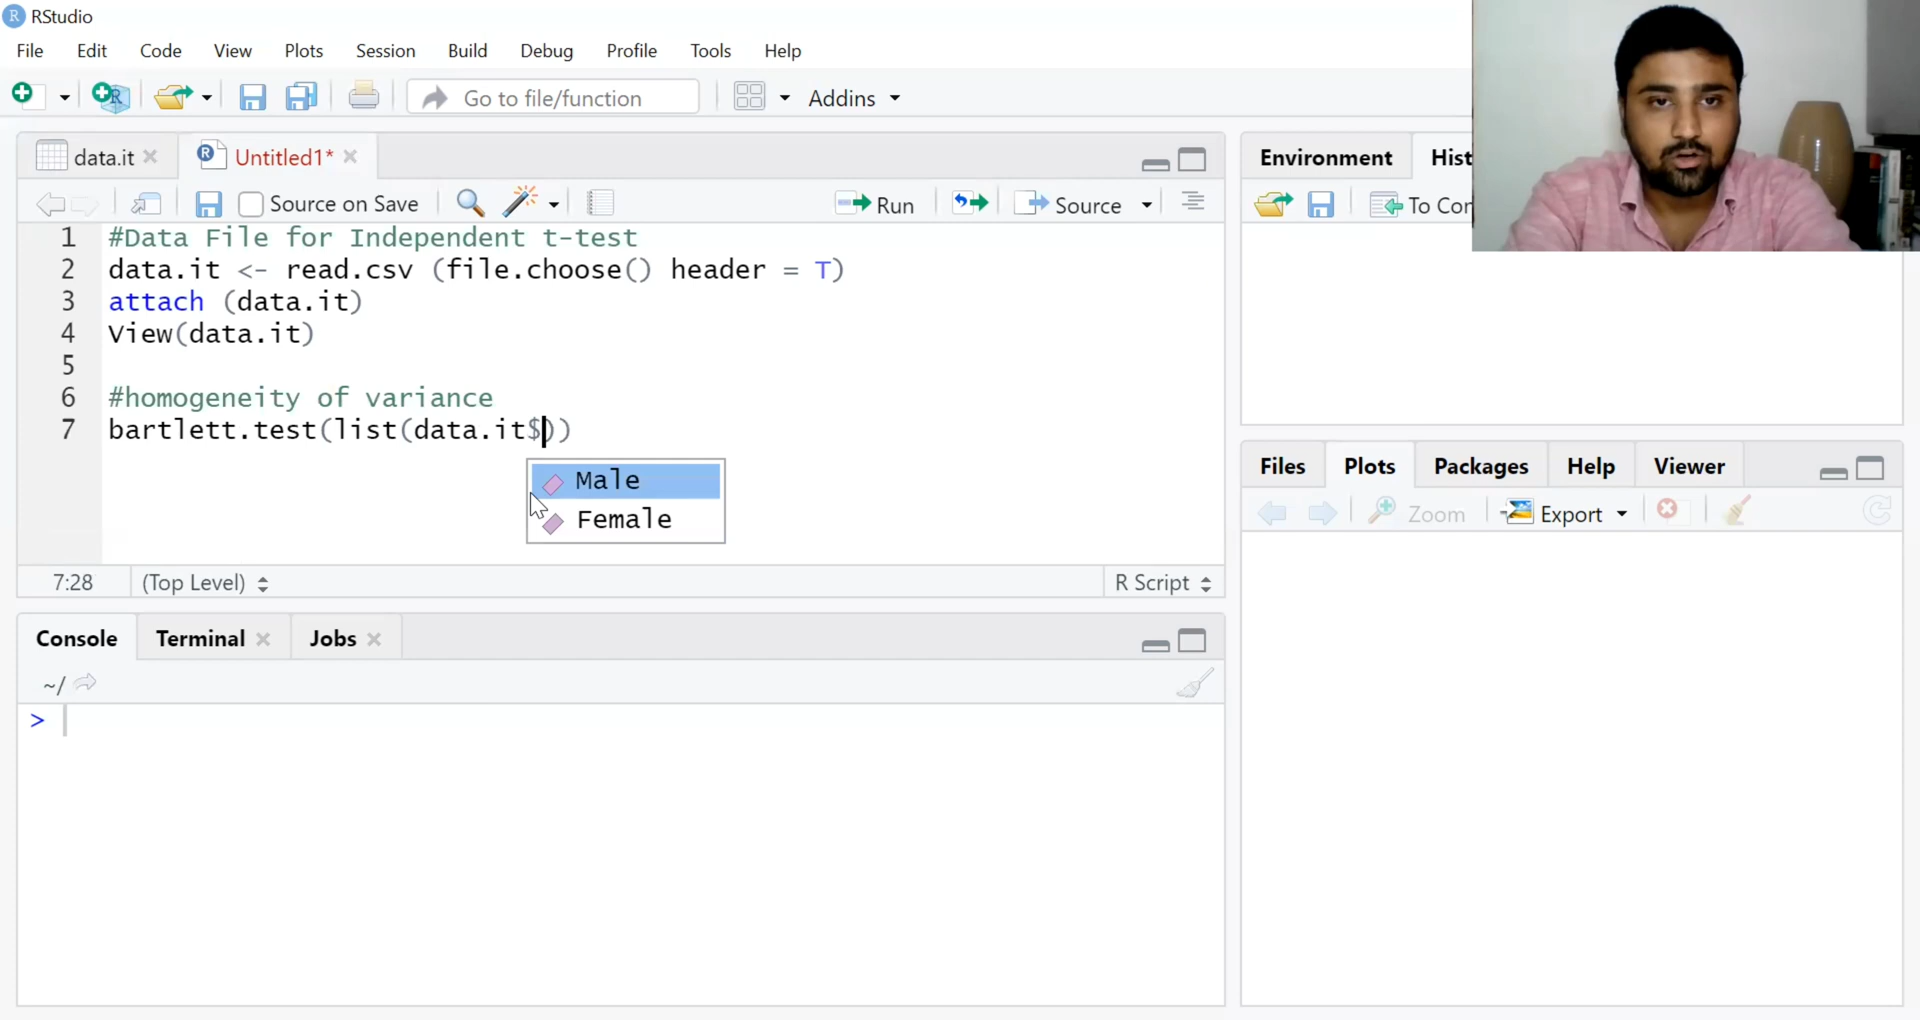 RStudio
File Edit Code View Plots Session Build Debug Profile Tools Help
Go to file/function Addins
data.it Untitled1*
Source on Save Run Source
1 #Data File for Independent t-test
2 data.it <- read.csv (file.choose() header = T)
3 attach (data.it)
4 View(data.it)
5
6 #homogeneity of variance
7 bartlett.test(list(data.it$))
Male
Female
7:28 (Top Level) R Script
Console Terminal Jobs
~/
>
Environment Hist
To Con
Files Plots Packages Help Viewer
Zoom Export